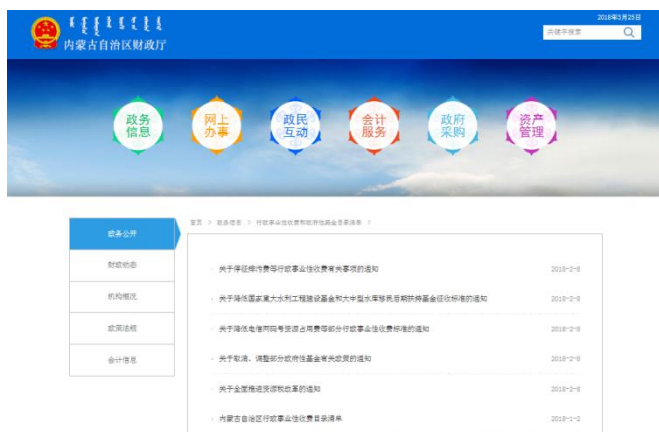 2018年3月25日
内蒙古自治区财政厅
关键字搜索
政务
信息
网上
办事
政民
互动
会计
服务
政府
采购
资产
管理
首页 > 政务信息 > 行政事业性收费和政府性基金目录清单 >
政务公开
财政动态
机构概况
政策法规
会计信息
· 关于停征排污费等行政事业性收费有关事项的通知 2018-2-8
· 关于降低国家重大水利工程建设基金和大中型水库移民后期扶持基金征收标准的通知 2018-2-8
· 关于降低电信网码号资源占用费等部分行政事业性收费标准的通知 2018-2-8
· 关于取消、调整部分政府性基金有关政策的通知 2018-2-8
· 关于全面推进资源税改革的通知 2018-2-8
· 内蒙古自治区行政事业性收费目录清单 2018-1-2